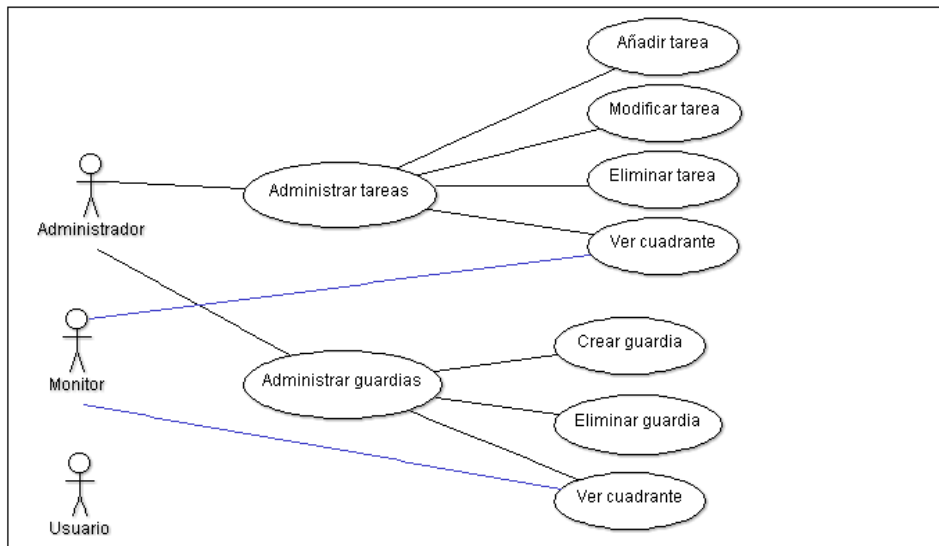 Añadir tarea
Modificar tarea
Administrar tareas
Eliminar tarea
Administrador
Ver cuadrante
Crear guardia
Monitor
Administrar guardias
Eliminar guardia
Ver cuadrante
Usuario